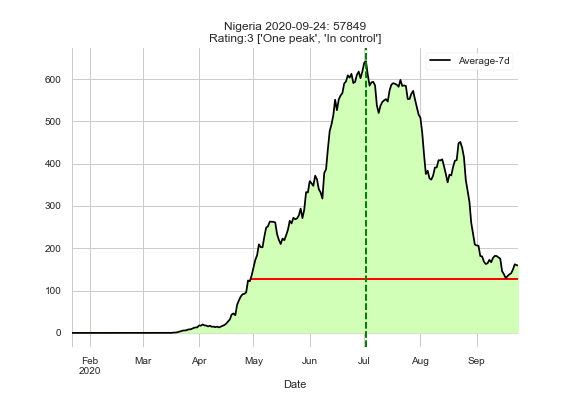 Nigeria 2020-09-24: 57849
Rating:3 ['One peak', 'In control']
Average-7d
600
500
400
300
200
100
0
Feb Mar Apr May Jun Jul Aug Sep
2020
Date